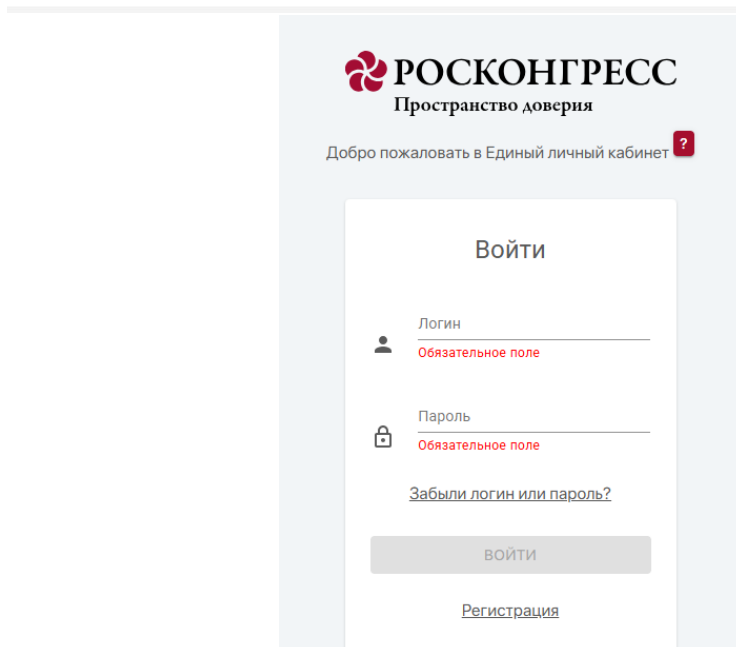 РОСКОНГРЕСС
Пространство доверия
Добро пожаловать в Единый личный кабинет ?
Войти
Логин
Обязательное поле
Пароль
Обязательное поле
Забыли логин или пароль?
ВОЙТИ
Регистрация